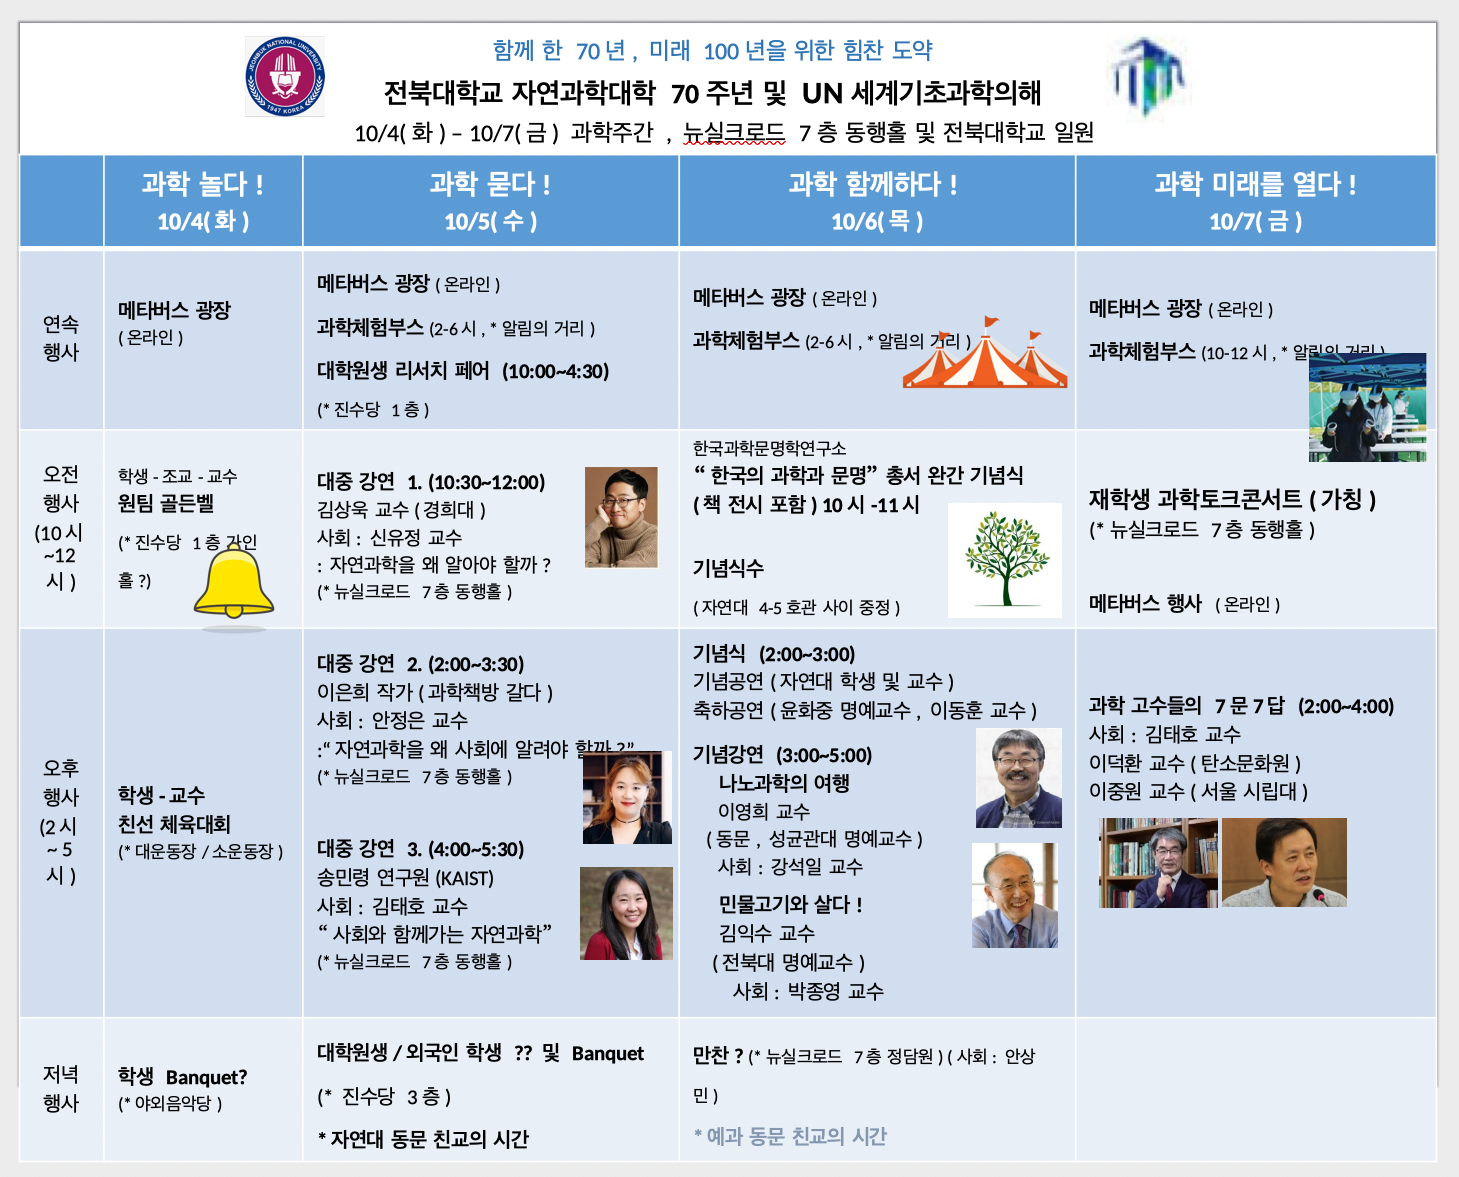 JEONBUK NATIONAL UNIVERSITY
1947 KOREA
함께 한 70년, 미래 100년을 위한 힘찬 도약
전북대학교 자연과학대학 70주년 및 UN 세계기초과학의해
10/4(화) – 10/7(금) 과학주간, 뉴실크로드 7층 동행홀 및 전북대학교 일원
과학 놀다!
10/4(화)
과학 묻다!
10/5(수)
과학 함께하다!
10/6(목)
과학 미래를 열다!
10/7(금)
연속
행사
메타버스 광장
(온라인)
메타버스 광장 (온라인)
과학체험부스 (2-6시, * 알림의 거리)
대학원생 리서치 페어 (10:00~4:30)
(* 진수당 1층)
메타버스 광장 (온라인)
과학체험부스 (2-6시, * 알림의 거리)
메타버스 광장 (온라인)
과학체험부스 (10-12시, * 알림의 거리)
오전
행사
(10시
~12
시)
학생-조교-교수
원팀 골든벨
(* 진수당 1층 가인
홀?)
대중 강연 1. (10:30~12:00)
김상욱 교수(경희대)
사회: 신유정 교수
: 자연과학을 왜 알아야 할까?
(* 뉴실크로드 7층 동행홀)
한국과학문명학연구소
“한국의 과학과 문명” 총서 완간 기념식
(책 전시 포함) 10시-11시
기념식수
(자연대 4-5호관 사이 중정)
재학생 과학토크콘서트(가칭)
(* 뉴실크로드 7층 동행홀)
메타버스 행사 (온라인)
오후
행사
(2시
~ 5
시)
학생-교수
친선 체육대회
(* 대운동장/소운동장)
대중 강연 2. (2:00~3:30)
이은희 작가(과학책방 갈다)
사회: 안정은 교수
:“자연과학을 왜 사회에 알려야 할까?”
(* 뉴실크로드 7층 동행홀)
대중 강연 3. (4:00~5:30)
송민령 연구원(KAIST)
사회: 김태호 교수
“사회와 함께가는 자연과학”
(* 뉴실크로드 7층 동행홀)
기념식 (2:00~3:00)
기념공연(자연대 학생 및 교수)
축하공연(윤화중 명예교수, 이동훈 교수)
기념강연 (3:00~5:00)
나노과학의 여행
이영희 교수
(동문, 성균관대 명예교수)
사회: 강석일 교수
민물고기와 살다!
김익수 교수
(전북대 명예교수)
사회: 박종영 교수
과학 고수들의 7문7답 (2:00~4:00)
사회: 김태호 교수
이덕환 교수(탄소문화원)
이중원 교수(서울 시립대)
저녁
행사
학생 Banquet?
(* 야외음악당)
대학원생/외국인 학생 ?? 및 Banquet
(* 진수당 3층)
* 자연대 동문 친교의 시간
만찬? (* 뉴실크로드 7층 정담원) (사회: 안상
민)
* 예과 동문 친교의 시간